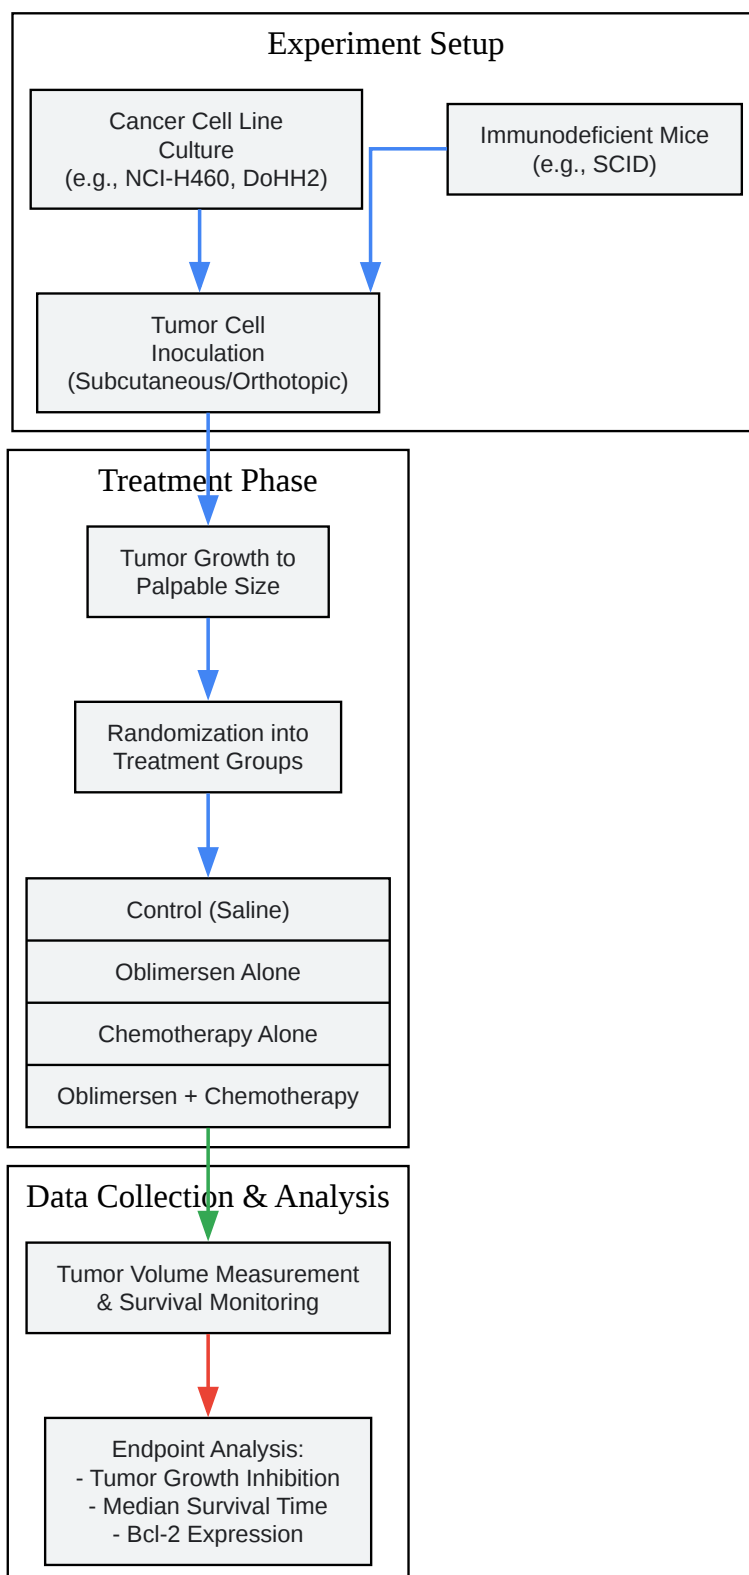 Experiment Setup
Cancer Cell Line
Culture
(e.g., NCI-H460, DoHH2)
Immunodeficient Mice
(e.g., SCID)
Tumor Cell
Inoculation
(Subcutaneous/Orthotopic)
Treatment Phase
Tumor Growth to
Palpable Size
Randomization into
Treatment Groups
Control (Saline)
Oblimersen Alone
Chemotherapy Alone
Oblimersen + Chemotherapy
Data Collection & Analysis
Tumor Volume Measurement
& Survival Monitoring
Endpoint Analysis:
- Tumor Growth Inhibition
- Median Survival Time
- Bcl-2 Expression